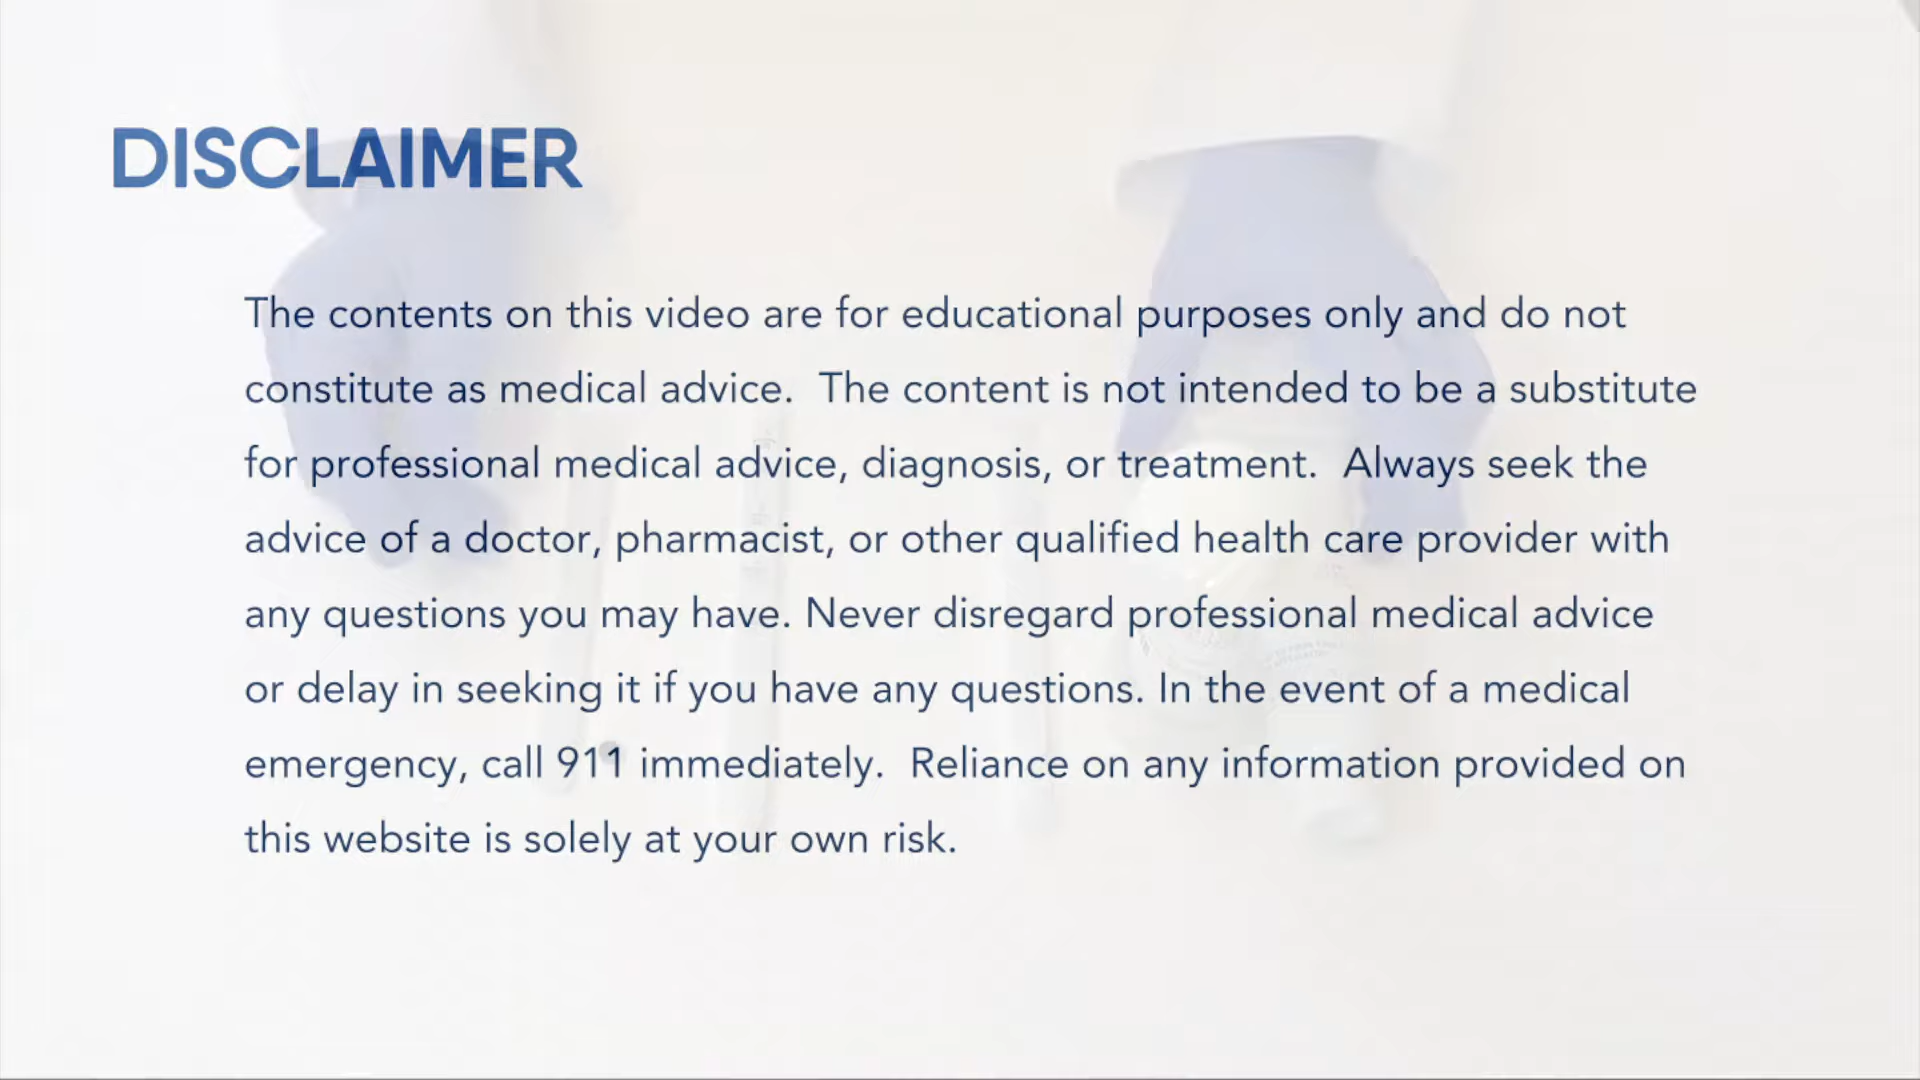 DISCLAIMER
The contents on this video are for educational purposes only and do not
constitute as medical advice.  The content is not intended to be a substitute
for professional medical advice, diagnosis, or treatment.  Always seek the
advice of a doctor, pharmacist, or other qualified health care provider with
any questions you may have. Never disregard professional medical advice
or delay in seeking it if you have any questions. In the event of a medical
emergency, call 911 immediately.  Reliance on any information provided on
this website is solely at your own risk.